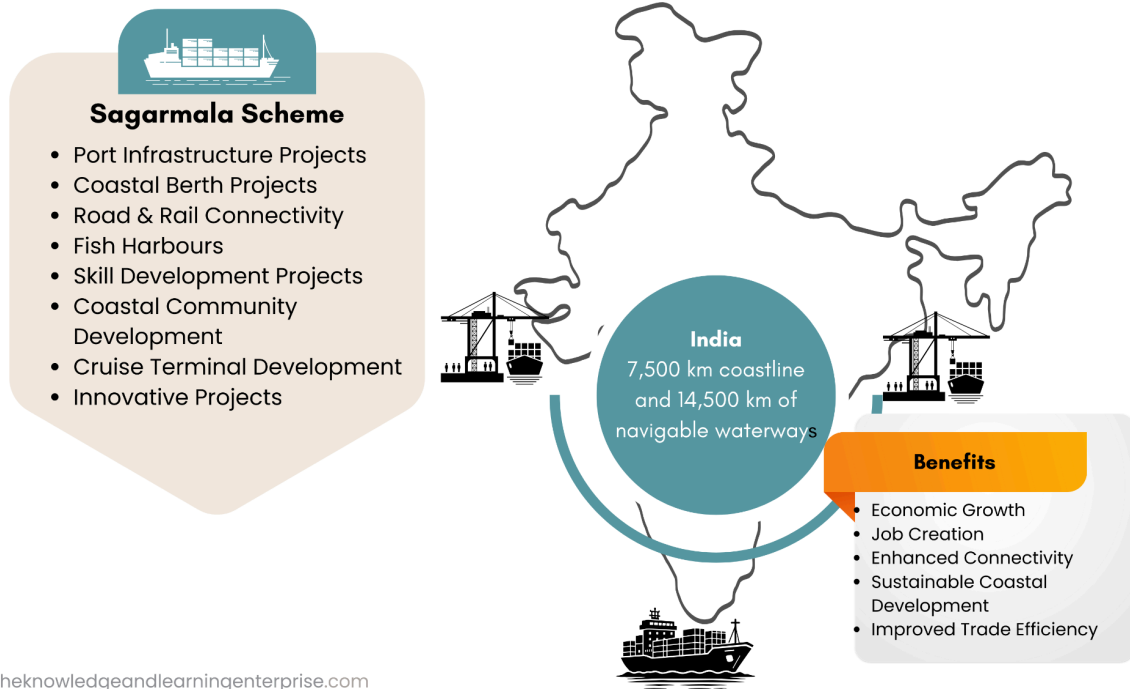 Sagarmala Scheme
• Port Infrastructure Projects
• Coastal Berth Projects
• Road & Rail Connectivity
• Fish Harbours
• Skill Development Projects
• Coastal Community
Development
• Cruise Terminal Development
• Innovative Projects
India
7,500 km coastline
and 14,500 km of
navigable waterways
Benefits
• Economic Growth
• Job Creation
• Enhanced Connectivity
• Sustainable Coastal
Development
• Improved Trade Efficiency
heknowledgeandlearningenterprise.com